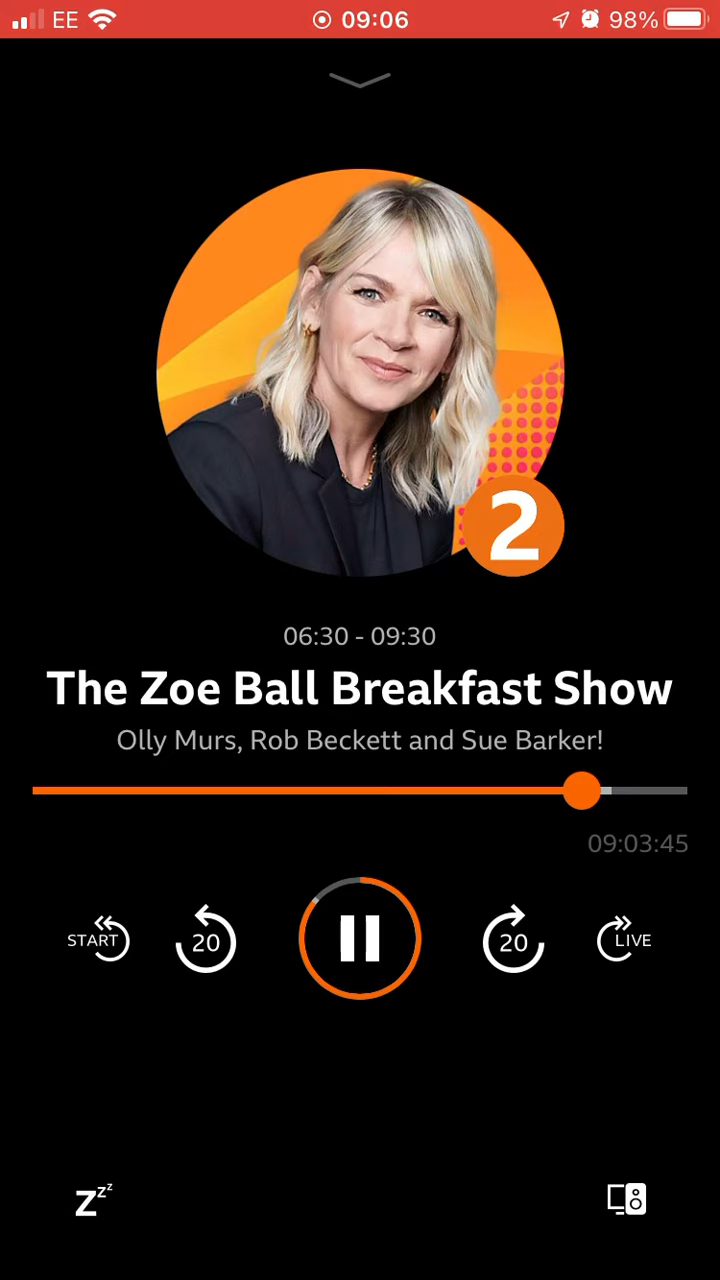 EE 09:06 98%
2
06:30 - 09:30
The Zoe Ball Breakfast Show
Olly Murs, Rob Beckett and Sue Barker!
09:03:45
START 20 20 LIVE
zzz